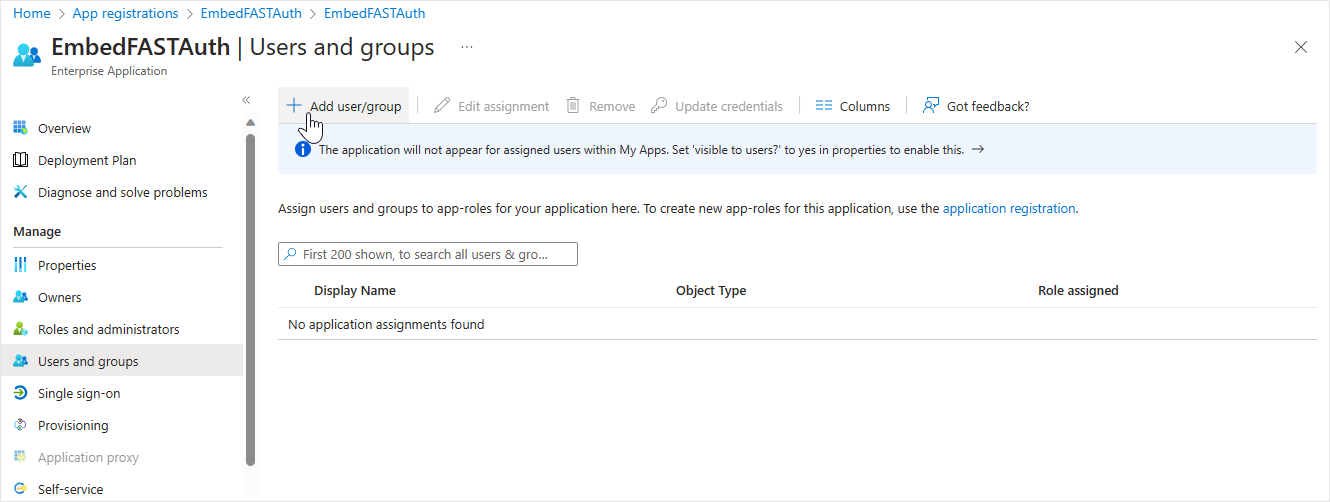 Home > App registrations > EmbedFASTAuth > EmbedFASTAuth
EmbedFASTAuth | Users and groups ...
Enterprise Application
Overview
Deployment Plan
Diagnose and solve problems
Manage
Properties
Owners
Roles and administrators
Users and groups
Single sign-on
Provisioning
Application proxy
Self-service
Add user/group
Edit assignment
Remove
Update credentials
Columns
Got feedback?
The application will not appear for assigned users within My Apps. Set 'visible to users?' to yes in properties to enable this. →
Assign users and groups to app-roles for your application here. To create new app-roles for this application, use the application registration.
First 200 shown, to search all users & gro...
Display Name Object Type Role assigned
No application assignments found